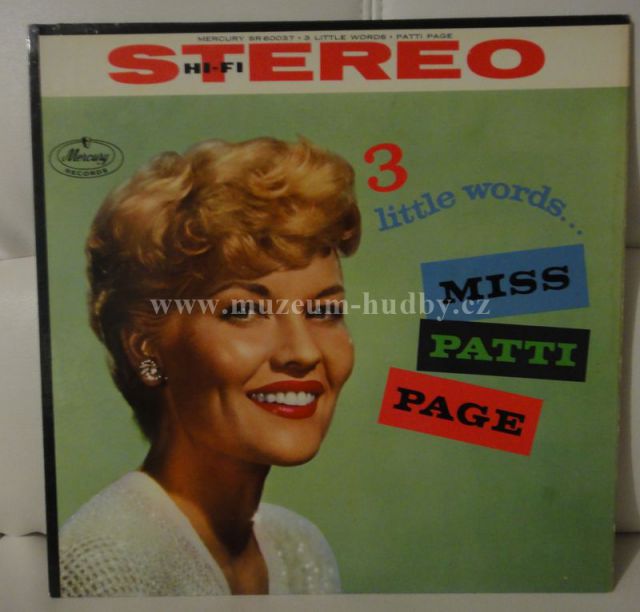 MERCURY SR-60037 • 3 LITTLE WORDS • PATTI PAGE
STEREO
HI-FI
Mercury
RECORDS
3
little words...
MISS
PATTI
PAGE
www.muzeum-hudby.cz